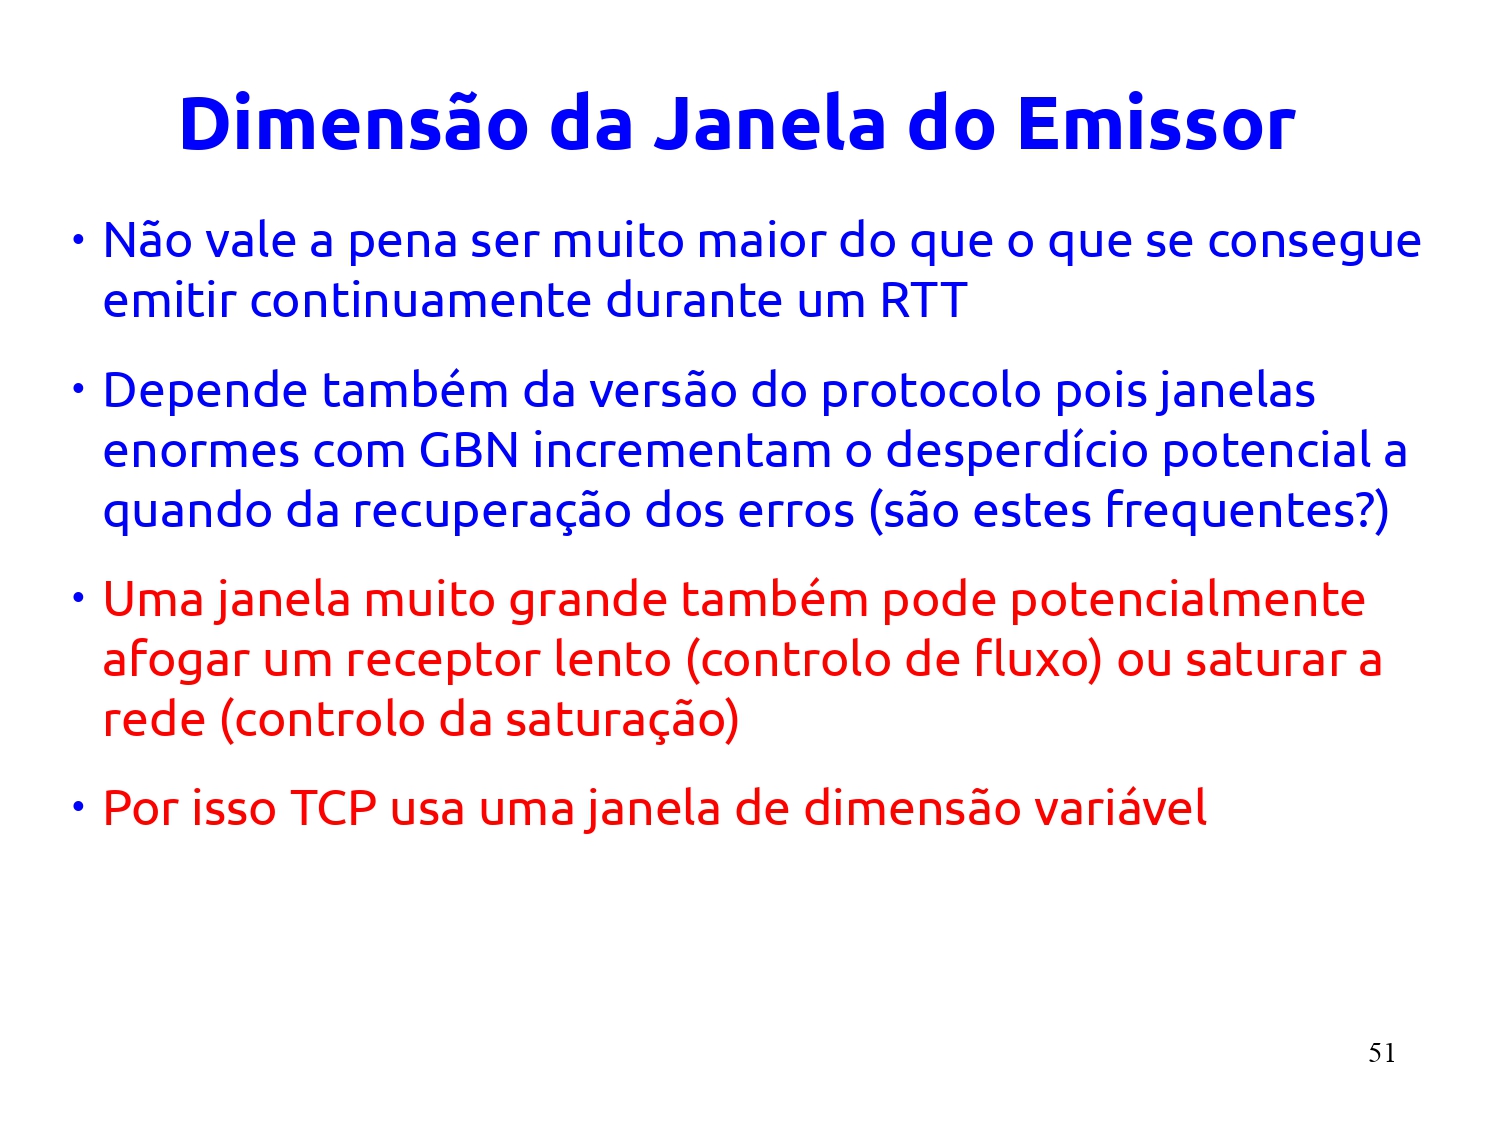 Dimensão da Janela do Emissor
• Não vale a pena ser muito maior do que o que se consegue
emitir continuamente durante um RTT
• Depende também da versão do protocolo pois janelas
enormes com GBN incrementam o desperdício potencial a
quando da recuperação dos erros (são estes frequentes?)
• Uma janela muito grande também pode potencialmente
afogar um receptor lento (controlo de fluxo) ou saturar a
rede (controlo da saturação)
• Por isso TCP usa uma janela de dimensão variável
51